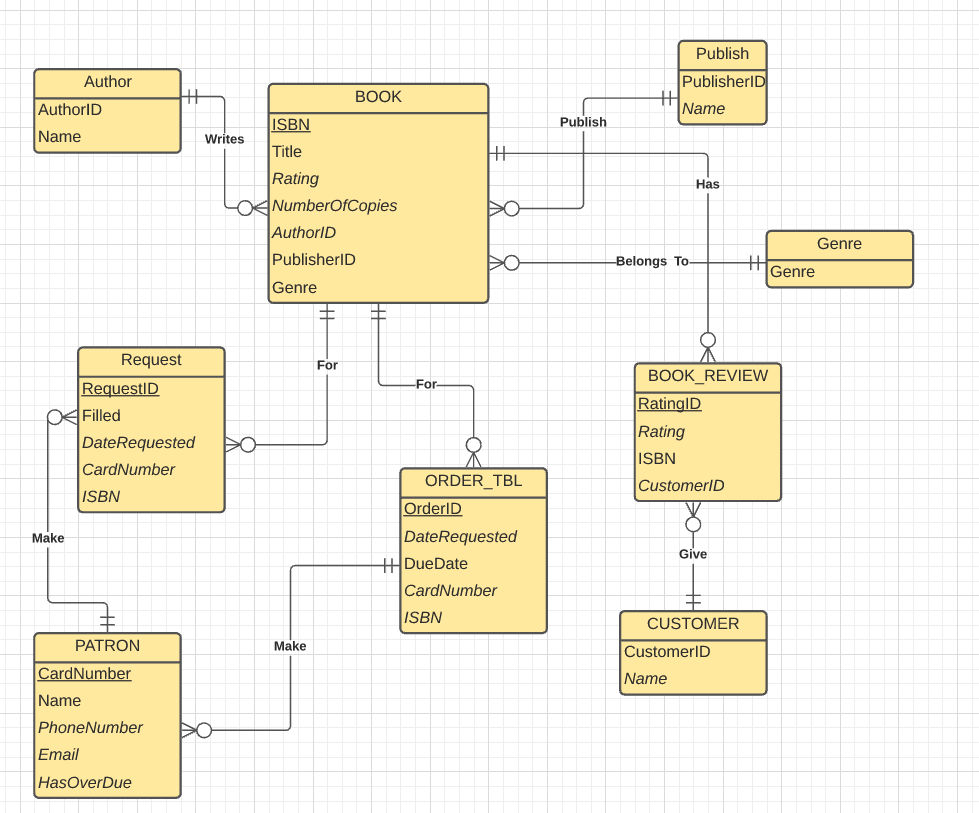 Author
AuthorID
Name
Writes
BOOK
ISBN
Title
Rating
NumberOfCopies
AuthorID
PublisherID
Genre
Publish
Publish
PublisherID
Name
Has
Belongs To
Genre
Genre
Request
RequestID
Filled
DateRequested
CardNumber
ISBN
For
For
ORDER_TBL
OrderID
DateRequested
DueDate
CardNumber
ISBN
BOOK_REVIEW
RatingID
Rating
ISBN
CustomerID
Give
CUSTOMER
CustomerID
Name
Make
Make
PATRON
CardNumber
Name
PhoneNumber
Email
HasOverDue